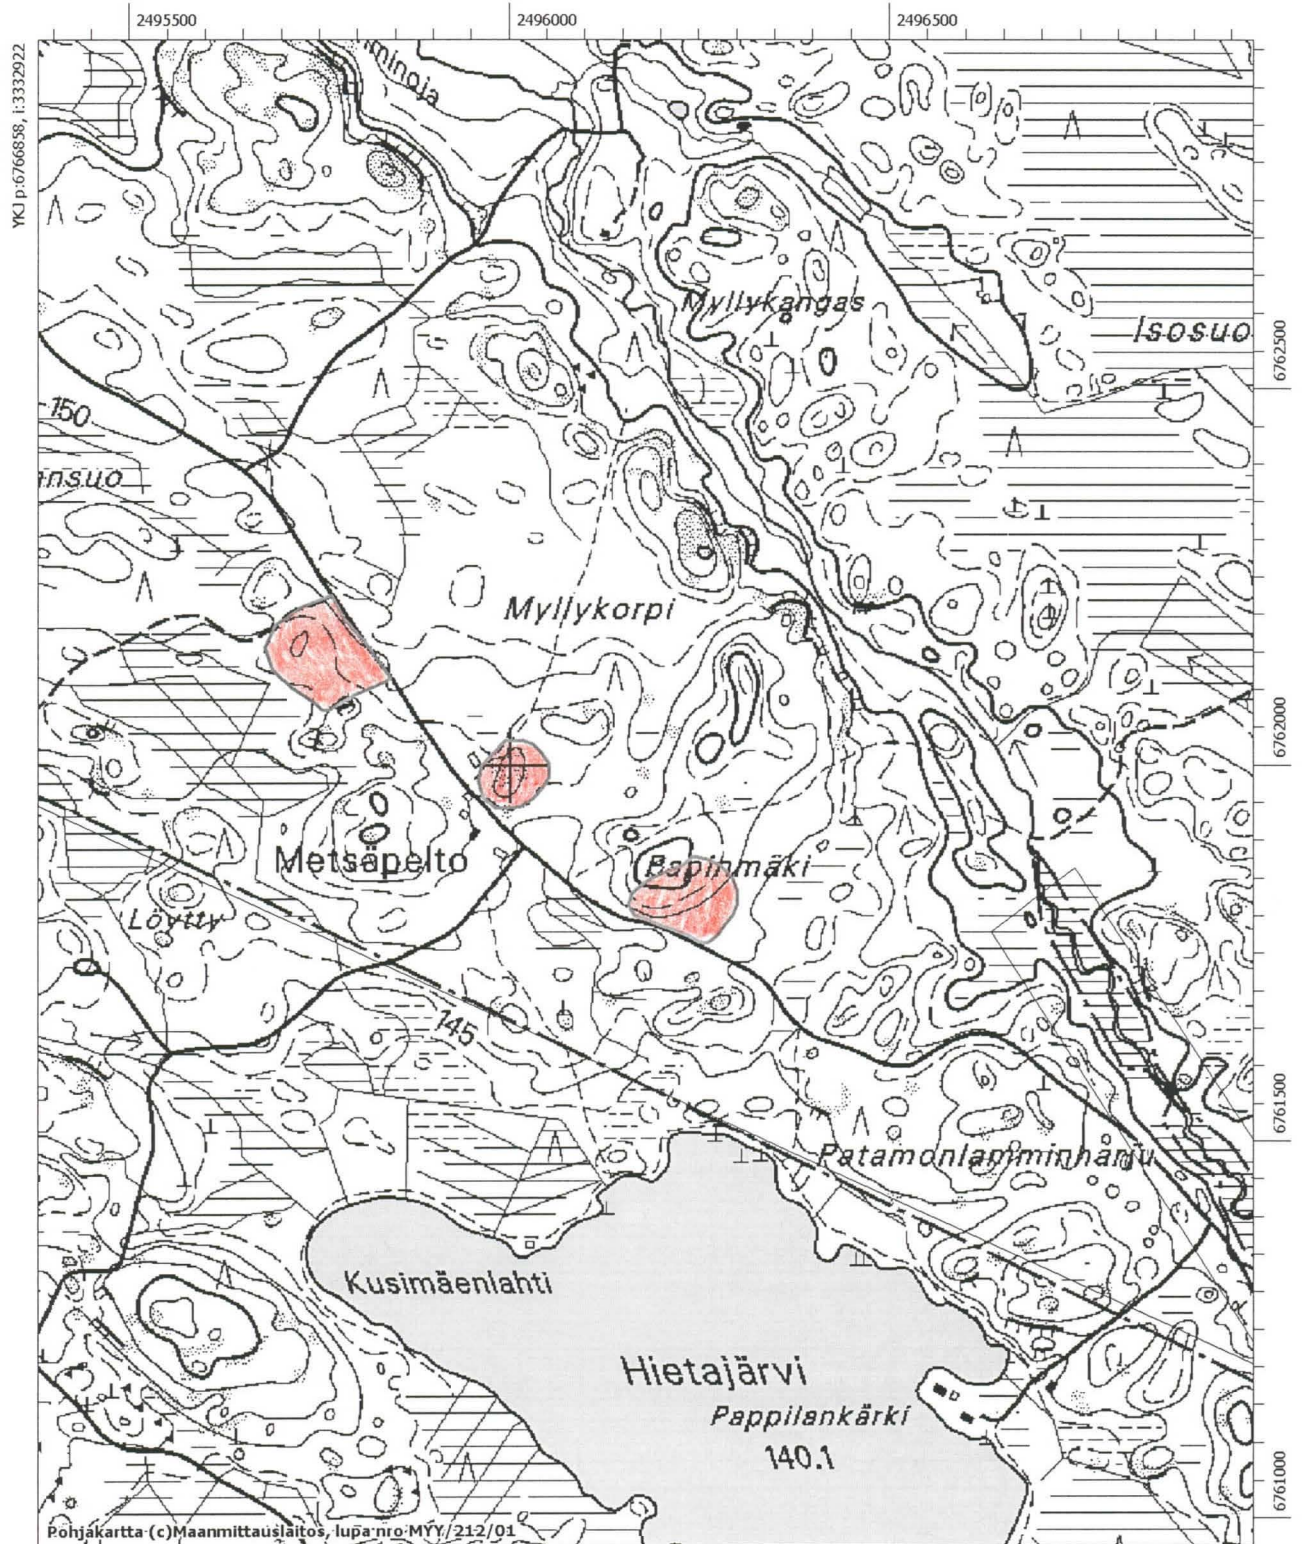 2495500
2496000
2496500
YKJ p:6766858, i:3332922
minoja
Myllykangas
Isosuo
6762500
150
nsuo
Myllykorpi
6762000
Metsäpelto
Papinmäki
Löytty
145
6761500
Patamonlamminharju
Kusimäenlahti
Hietajärvi
Pappilankärki
140.1
6761000
Pohjakartta (c)Maanmittauslaitos, lupa nro MYY/212/01